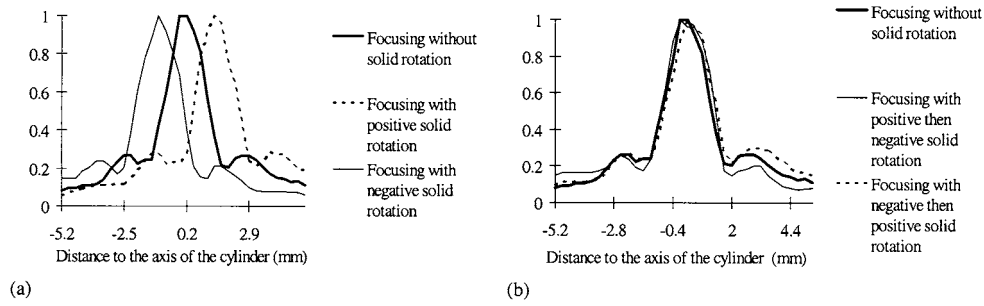 1
0.8
0.6
0.4
0.2
0
-5.2 -2.5 0.2 2.9
Distance to the axis of the cylinder (mm)
Focusing without
solid rotation
Focusing with
positive solid
rotation
Focusing with
negative solid
rotation
(a)
1
0.8
0.6
0.4
0.2
0
-5.2 -2.8 -0.4 2 4.4
Distance to the axis of the cylinder (mm)
Focusing without
solid rotation
Focusing with
positive then
negative solid
rotation
Focusing with
negative then
positive solid
rotation
(b)